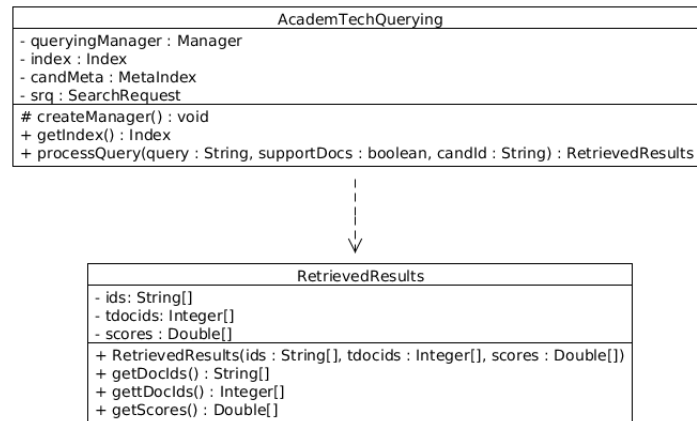 AcademTechQuerying
- queryingManager : Manager
- index : Index
- candMeta : MetaIndex
- srq : SearchRequest
# createManager() : void
+ getIndex() : Index
+ processQuery(query : String, supportDocs : boolean, candId : String) : RetrievedResults
RetrievedResults
- ids: String[]
- tdocids: Integer[]
- scores : Double[]
+ RetrievedResults(ids : String[], tdocids : Integer[], scores : Double[])
+ getDocIds() : String[]
+ gettDocIds() : Integer[]
+ getScores() : Double[]